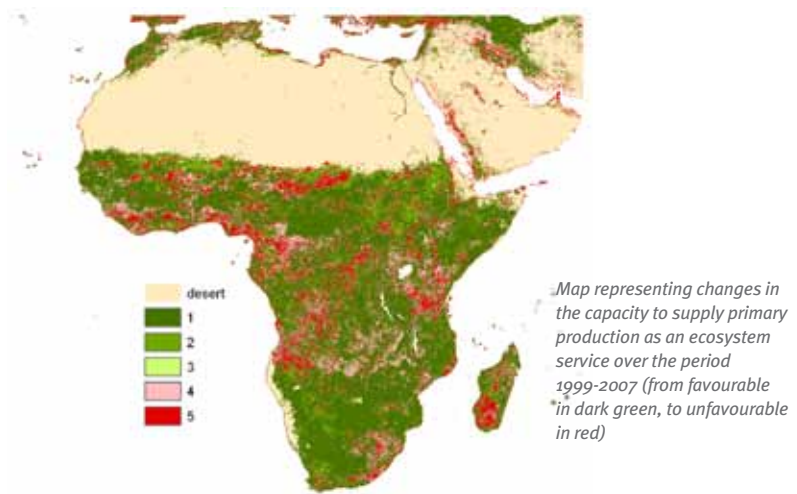 desert
1
2
3
4
5
Map representing changes in
the capacity to supply primary
production as an ecosystem
service over the period
1999-2007 (from favourable
in dark green, to unfavourable
in red)